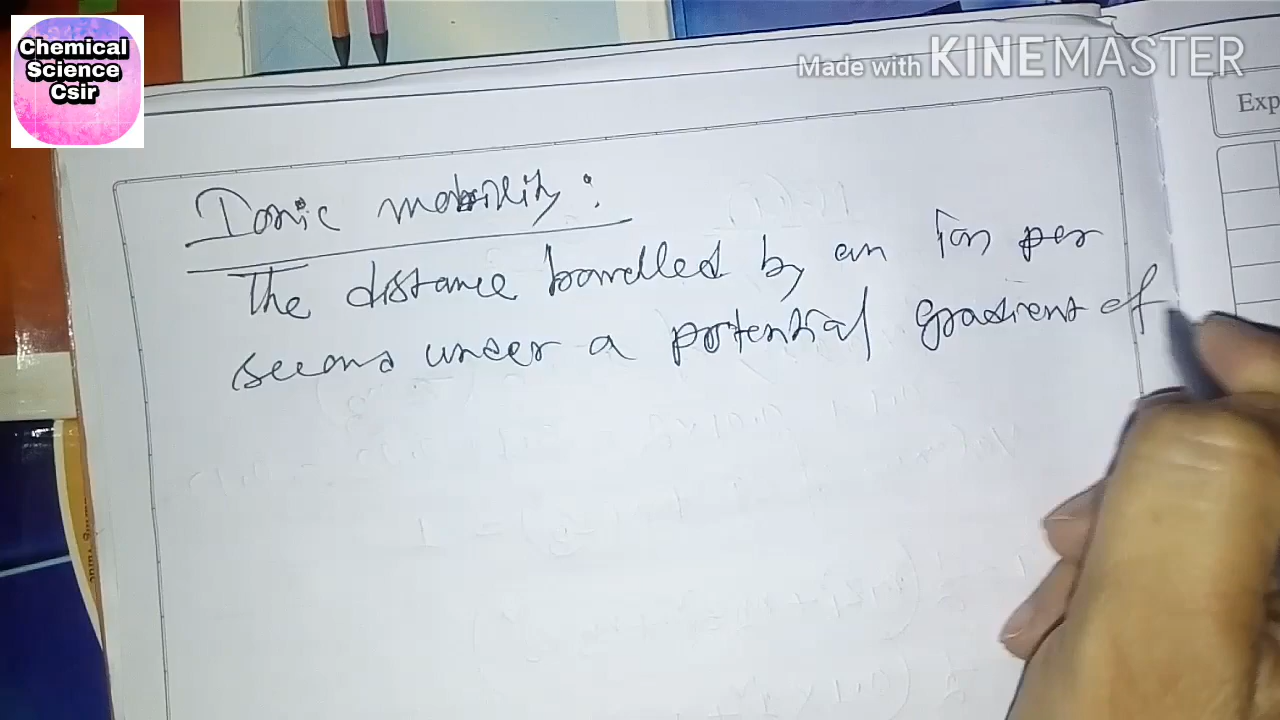 Chemical
Science
Csir
Made with KINEMASTER
Exp
Ionic mobility:
The distance travelled by an ion per
second under a potential gradient of